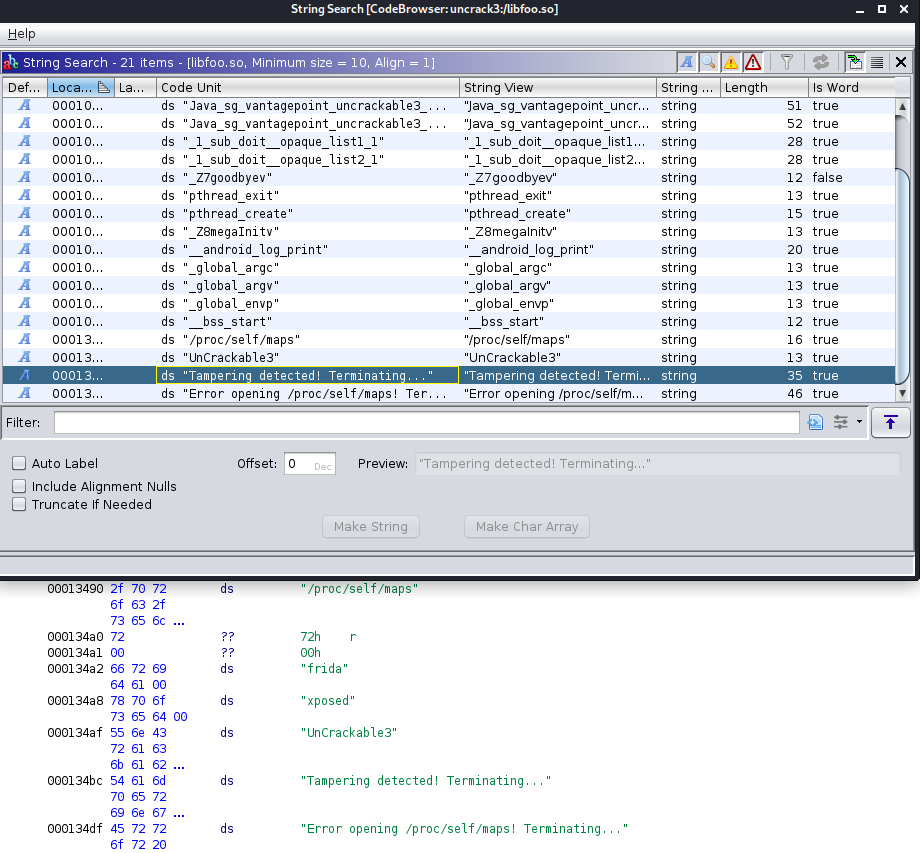 String Search [CodeBrowser: uncrack3:/libfoo.so]
Help
String Search - 21 items - [libfoo.so, Minimum size = 10, Align = 1]
Def... Loca... La... Code Unit String View String ... Length Is Word
A 00010... ds "Java_sg_vantagepoint_uncrackable3_... "Java_sg_vantagepoint_uncr... string 51 true
A 00010... ds "Java_sg_vantagepoint_uncrackable3_... "Java_sg_vantagepoint_uncr... string 52 true
A 00010... ds "_1_sub_doit__opaque_list1_1" "_1_sub_doit__opaque_list1... string 28 true
A 00010... ds "_1_sub_doit__opaque_list2_1" "_1_sub_doit__opaque_list2... string 28 true
A 00010... ds "_Z7goodbyev" "_Z7goodbyev" string 12 false
A 00010... ds "pthread_exit" "pthread_exit" string 13 true
A 00010... ds "pthread_create" "pthread_create" string 15 true
A 00010... ds "_Z8megaInitv" "_Z8megaInitv" string 13 true
A 00010... ds "__android_log_print" "__android_log_print" string 20 true
A 00010... ds "_global_argc" "_global_argc" string 13 true
A 00010... ds "_global_argv" "_global_argv" string 13 true
A 00010... ds "_global_envp" "_global_envp" string 13 true
A 00010... ds "__bss_start" "__bss_start" string 12 true
A 00013... ds "/proc/self/maps" "/proc/self/maps" string 16 true
A 00013... ds "UnCrackable3" "UnCrackable3" string 13 true
A 00013... ds "Tampering detected! Terminating..." "Tampering detected! Termi... string 35 true
A 00013... ds "Error opening /proc/self/maps! Ter... "Error opening /proc/self/m... string 46 true
Filter:
Auto Label Offset: 0 Dec Preview: "Tampering detected! Terminating..."
Include Alignment Nulls
Truncate If Needed
Make String Make Char Array
00013490 2f 70 72 ds "/proc/self/maps"
6f 63 2f
73 65 6c ...
000134a0 72 ?? 72h r
000134a1 00 ?? 00h
000134a2 66 72 69 ds "frida"
64 61 00
000134a8 78 70 6f ds "xposed"
73 65 64 00
000134af 55 6e 43 ds "UnCrackable3"
72 61 63
6b 61 62 ...
000134bc 54 61 6d ds "Tampering detected! Terminating..."
70 65 72
69 6e 67 ...
000134df 45 72 72 ds "Error opening /proc/self/maps! Terminating..."
6f 72 20